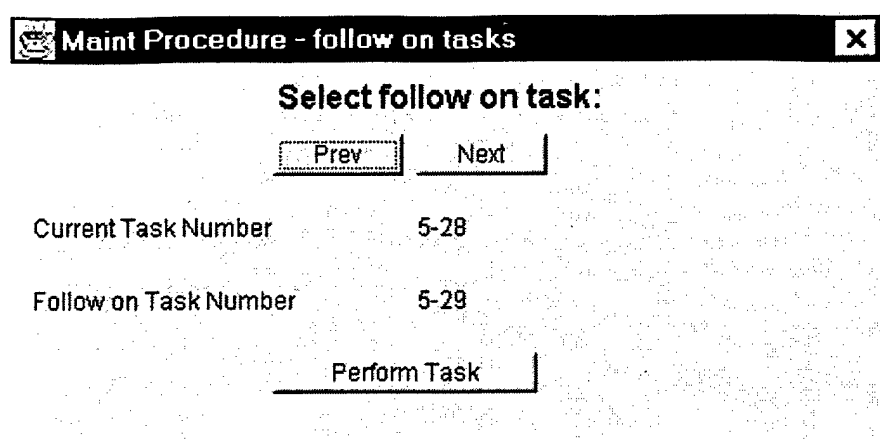 Maint Procedure - follow on tasks
Select follow on task:
Prev Next
Current Task Number 5-28
Follow on Task Number 5-29
Perform Task